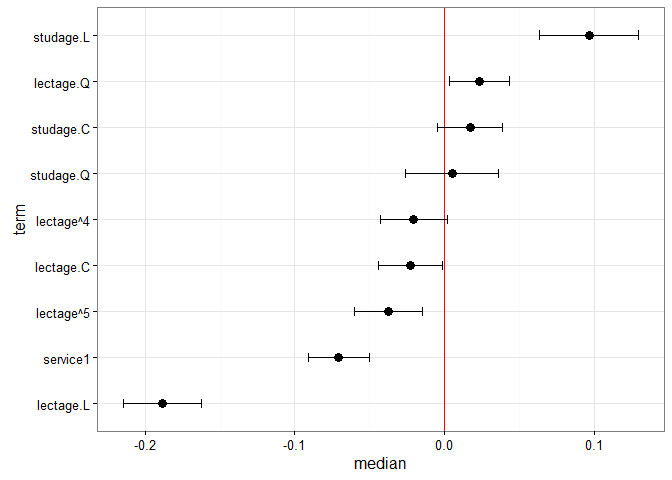 studage.L
lectage.Q
studage.C
studage.Q
lectage^4
lectage.C
lectage^5
service1
lectage.L
term
-0.2 -0.1 0.0 0.1
median